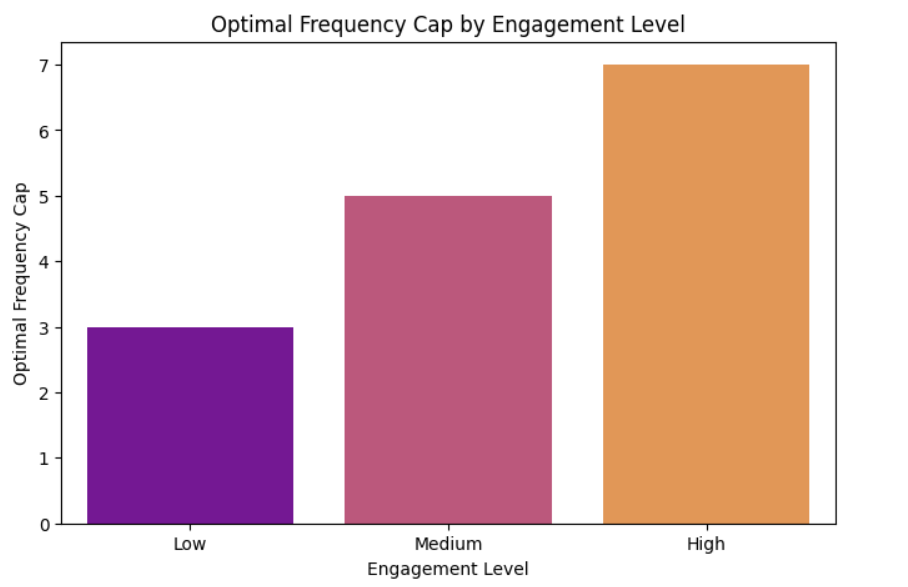 Optimal Frequency Cap by Engagement Level
Optimal Frequency Cap
7
6
5
4
3
2
1
0
Low Medium High
Engagement Level